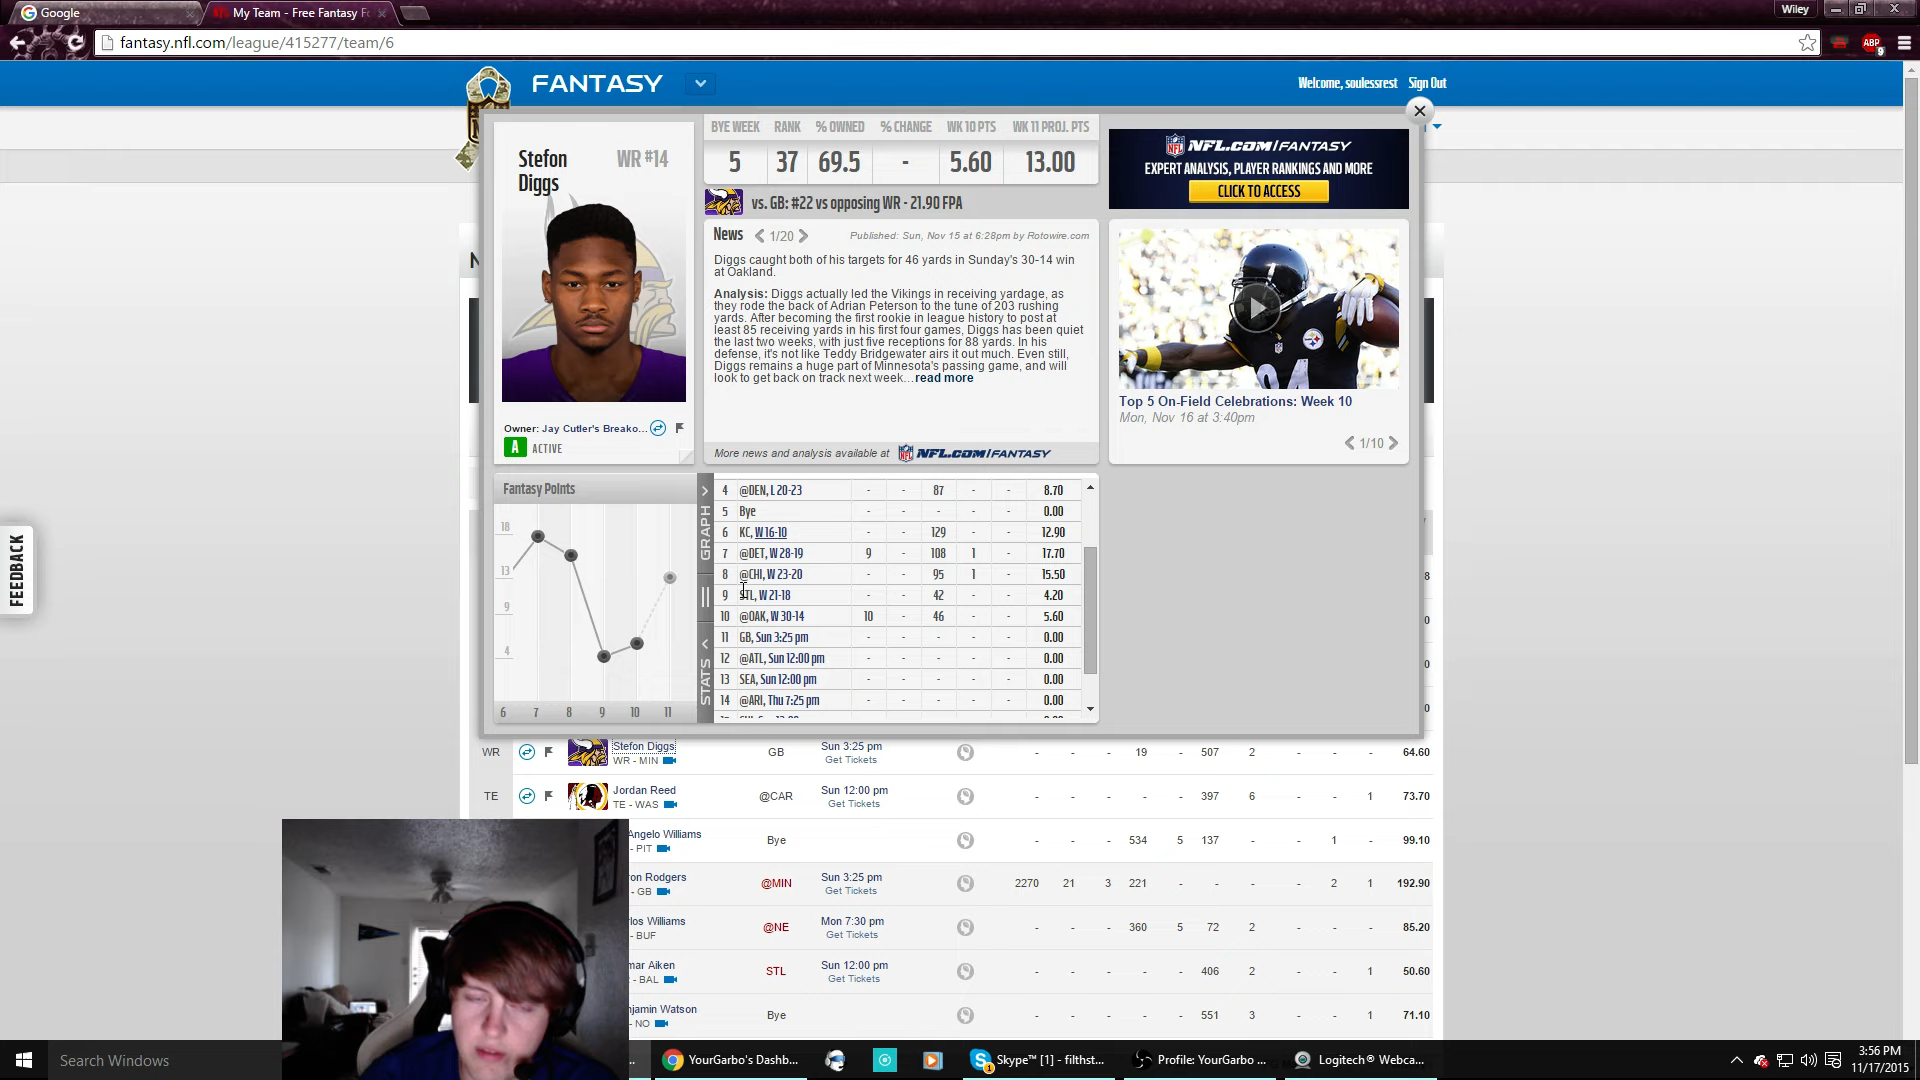 Google
My Team - Free Fantasy Fo
Wiley
fantasy.nfl.com/league/415277/team/6
ABP
9
FANTASY
Welcome, soulessrest
Sign Out
Stefon
Diggs
WR #14
BYE WEEK RANK % OWNED % CHANGE WK 10 PTS WK 11 PROJ. PTS
5 37 69.5 - 5.60 13.00
vs. GB: #22 vs opposing WR - 21.90 FPA
News 1/20 Published: Sun, Nov 15 at 6:28pm by Rotowire.com
Diggs caught both of his targets for 46 yards in Sunday's 30-14 win
at Oakland.
Analysis: Diggs actually led the Vikings in receiving yardage, as
they rode the back of Adrian Peterson to the tune of 203 rushing
yards. After becoming the first rookie in league history to post at
least 85 receiving yards in his first four games, Diggs has been quiet
the last two weeks, with just five receptions for 88 yards. In his
defense, it's not like Teddy Bridgewater airs it out much. Even still,
Diggs remains a huge part of Minnesota's passing game, and will
look to get back on track next week...read more
More news and analysis available at NFL.COM/FANTASY
Owner: Jay Cutler's Breako...
A ACTIVE
NFL.COM/FANTASY
EXPERT ANALYSIS, PLAYER RANKINGS AND MORE
CLICK TO ACCESS
Top 5 On-Field Celebrations: Week 10
Mon, Nov 16 at 3:40pm
1/10
FEEDBACK
Fantasy Points
18
13
9
4
6 7 8 9 10 11
GRAPH
STATS
4 @DEN, L 20-23 - - 87 - - 8.70
5 Bye - - - - - 0.00
6 KC, W 16-10 - - 129 - - 12.90
7 @DET, W 28-19 9 - 108 1 - 17.70
8 @CHI, W 23-20 - - 95 1 - 15.50
9 STL, W 21-18 - - 42 - - 4.20
10 @OAK, W 30-14 10 - 46 - - 5.60
11 GB, Sun 3:25 pm - - - - - 0.00
12 @ATL, Sun 12:00 pm - - - - - 0.00
13 SEA, Sun 12:00 pm - - - - - 0.00
14 @ARI, Thu 7:25 pm - - - - - 0.00
WR Stefon Diggs GB Sun 3:25 pm - - - 19 - 507 2 - - - 64.60
WR - MIN Get Tickets
TE Jordan Reed @CAR Sun 12:00 pm - - - - - 397 6 - - 1 73.70
TE - WAS Get Tickets
Angelo Williams Bye - - - 534 5 137 - - 1 - 99.10
- PIT
ron Rodgers @MIN Sun 3:25 pm 2270 21 3 221 - - - - 2 1 192.90
- GB Get Tickets
rlos Williams @NE Mon 7:30 pm - - - 360 5 72 2 - - - 85.20
- BUF Get Tickets
mar Aiken STL Sun 12:00 pm - - - - - 406 2 - - 1 50.60
- BAL Get Tickets
njamin Watson Bye - - - - - 551 3 - - 1 71.10
- NO
Search Windows
YourGarbo's Dashb...
Skype™ [1] - filthst...
Profile: YourGarbo ...
Logitech® Webca...
3:56 PM
11/17/2015